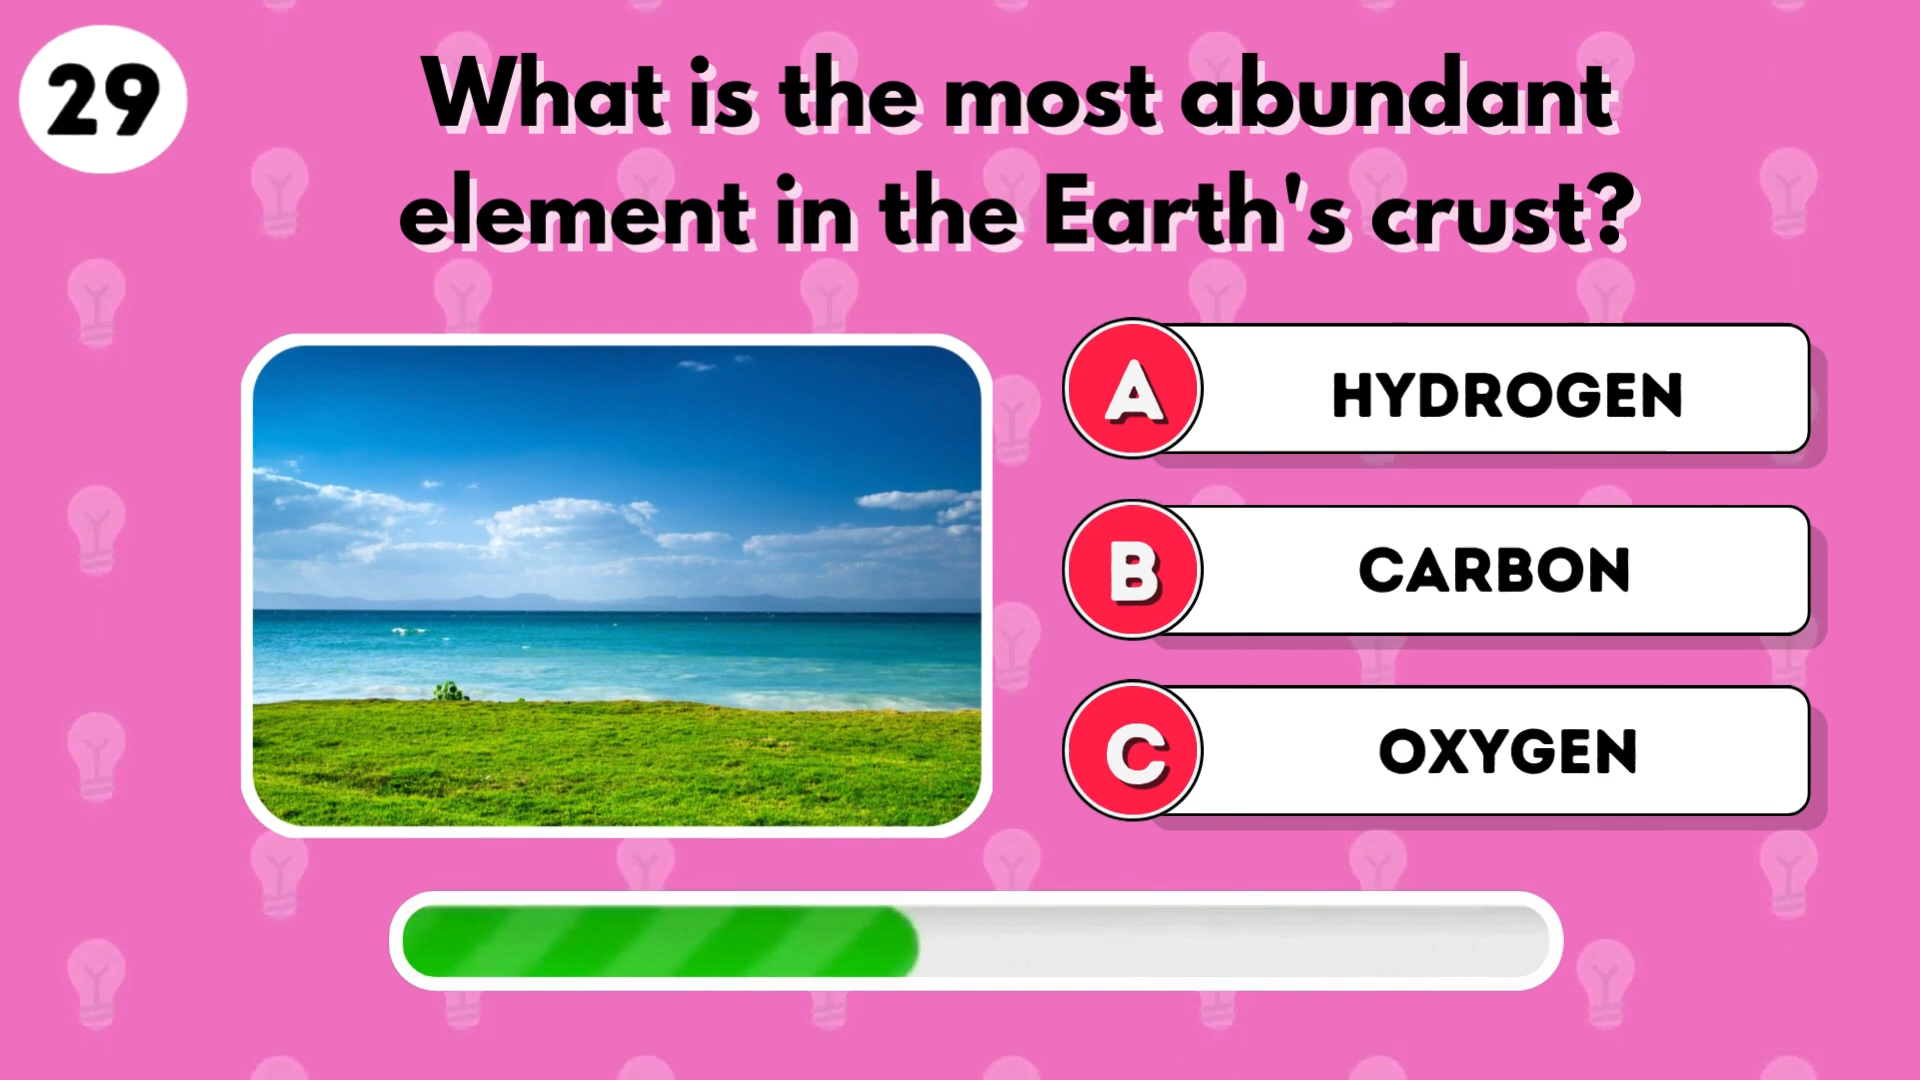 29
What is the most abundant
element in the Earth's crust?
A
HYDROGEN
B
CARBON
C
OXYGEN